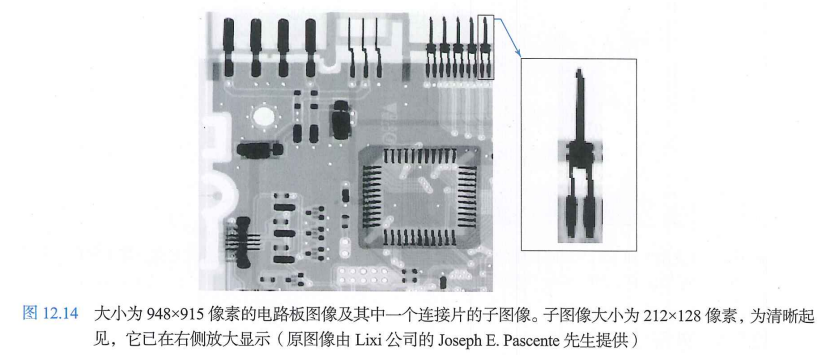 图 12.14 大小为 948×915 像素的电路板图像及其中一个连接片的子图像。子图像大小为 212×128 像素，为清晰起
见，它已在右侧放大显示（原图像由 Lixi 公司的 Joseph E. Pascente 先生提供）